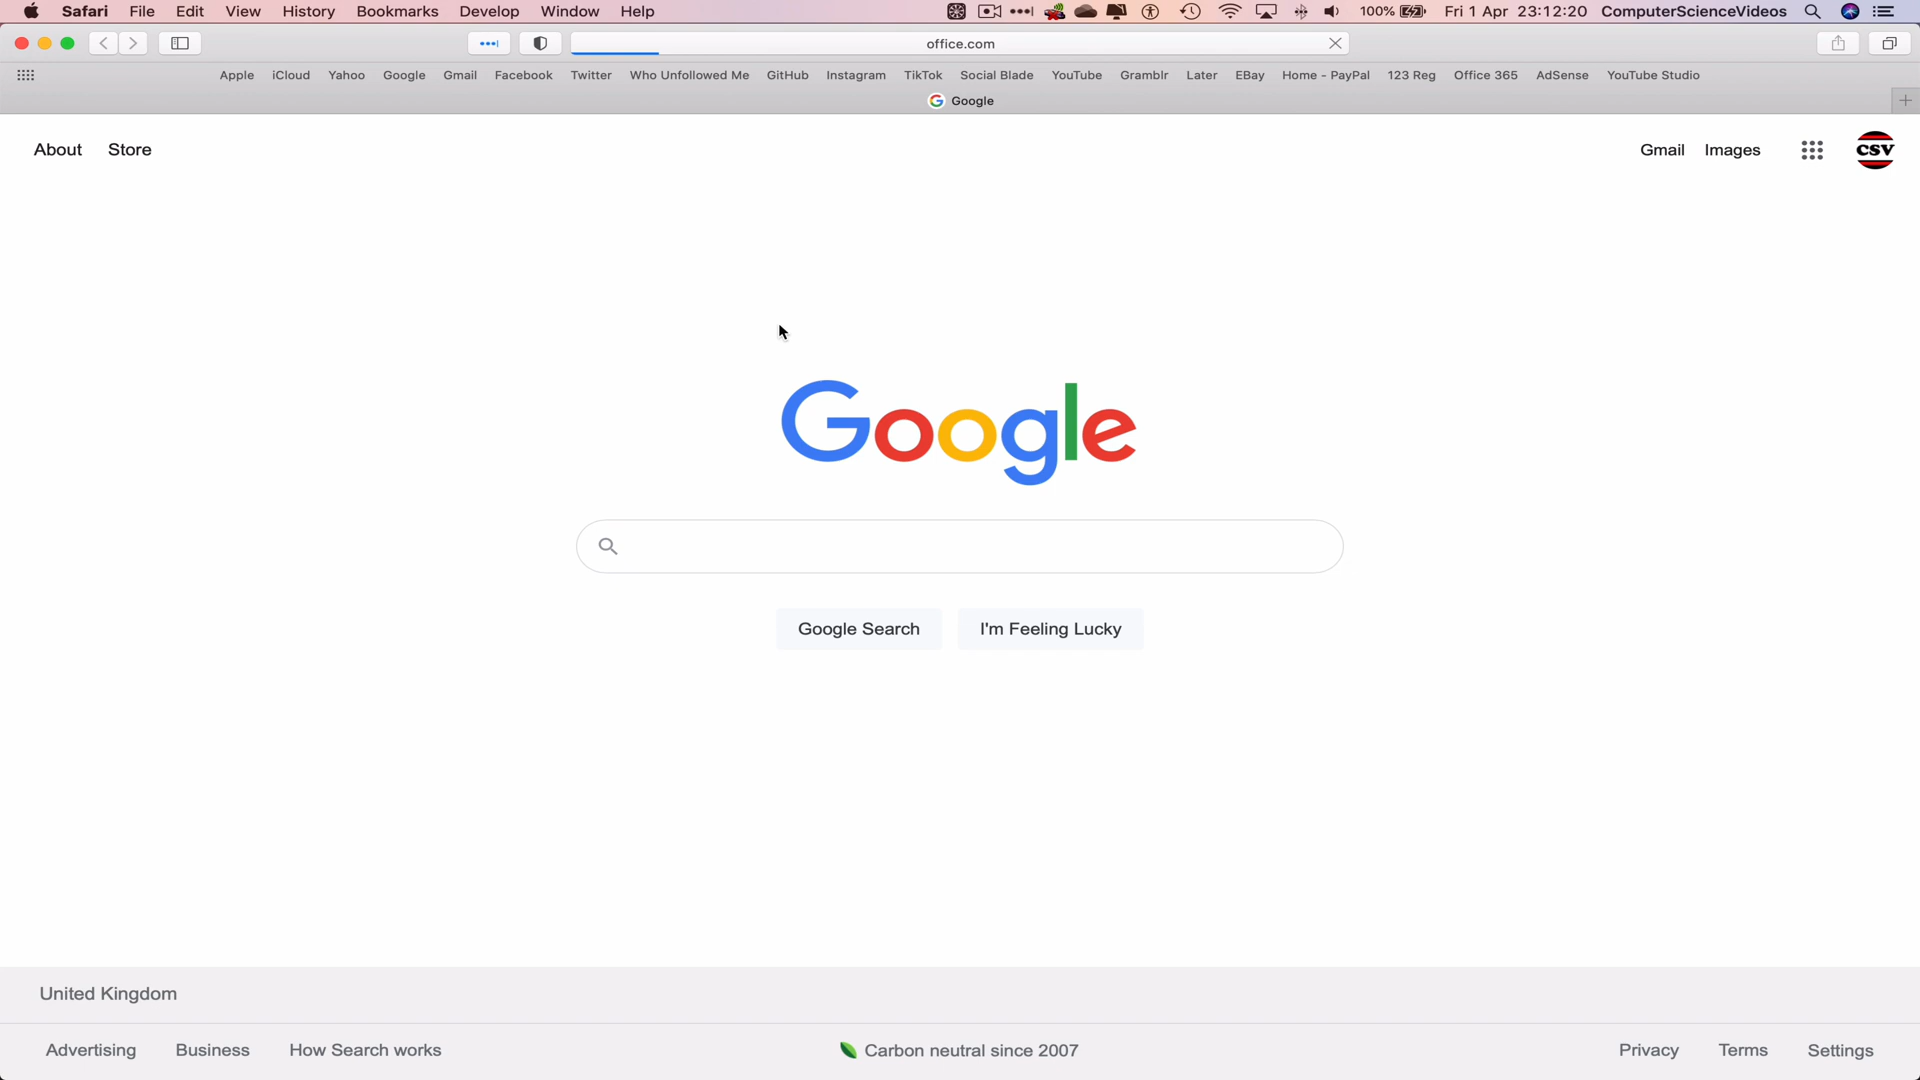 Safari File Edit View History Bookmarks Develop Window Help 100% Fri 1 Apr 23:12:20 ComputerScienceVideos
office.com
Apple iCloud Yahoo Google Gmail Facebook Twitter Who Unfollowed Me GitHub Instagram TikTok Social Blade YouTube Gramblr Later EBay Home - PayPal 123 Reg Office 365 AdSense YouTube Studio
Google
About Store Gmail Images CSV
Google
Google Search I'm Feeling Lucky
United Kingdom
Advertising Business How Search works Carbon neutral since 2007 Privacy Terms Settings